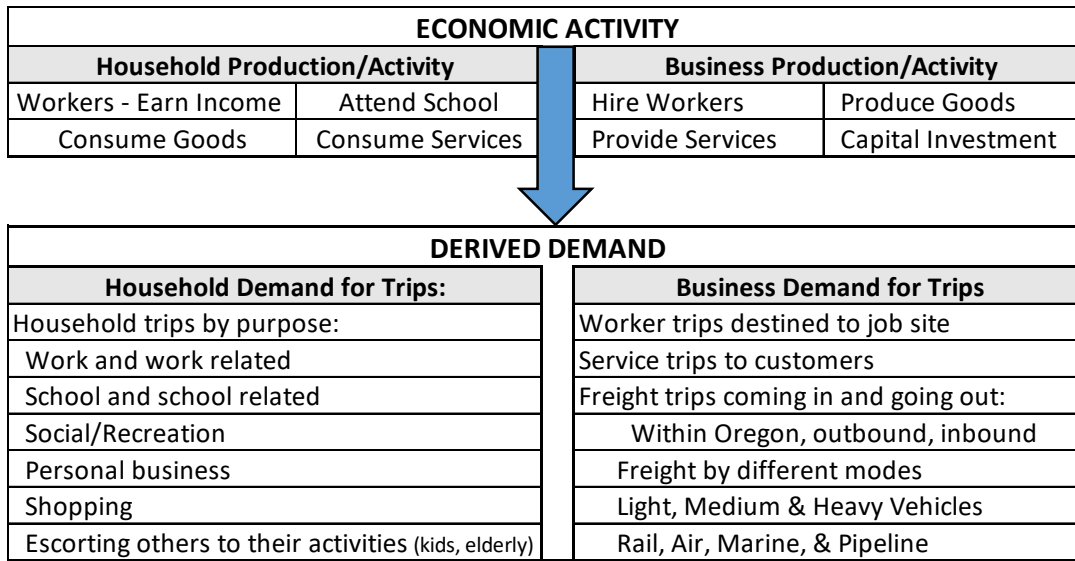 ECONOMIC ACTIVITY
Household Production/Activity
Business Production/Activity
Workers - Earn Income
Attend School
Hire Workers
Produce Goods
Consume Goods
Consume Services
Provide Services
Capital Investment
DERIVED DEMAND
Household Demand for Trips:
Business Demand for Trips
Household trips by purpose:
Worker trips destined to job site
Work and work related
Service trips to customers
School and school related
Freight trips coming in and going out:
Social/Recreation
Within Oregon, outbound, inbound
Personal business
Freight by different modes
Shopping
Light, Medium & Heavy Vehicles
Escorting others to their activities (kids, elderly)
Rail, Air, Marine, & Pipeline